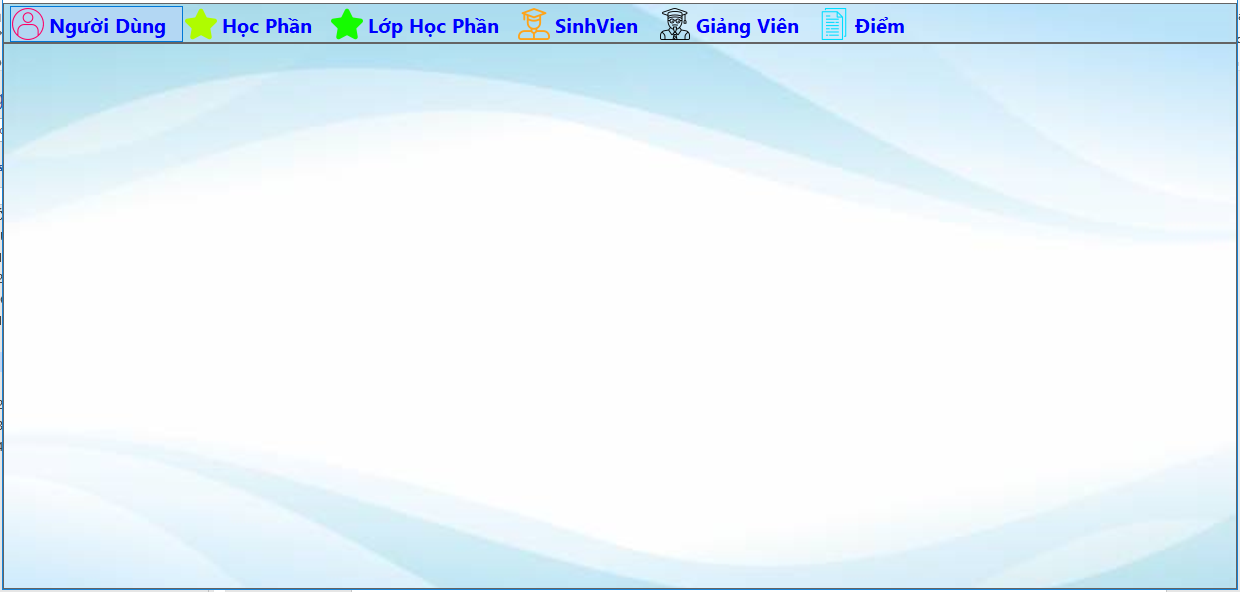 Người Dùng Học Phần Lớp Học Phần SinhVien Giảng Viên Điểm